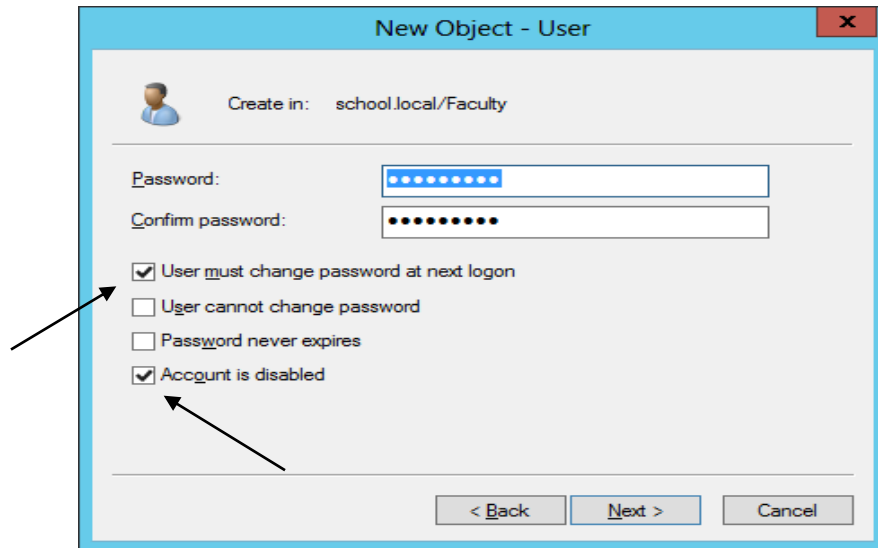 New Object - User
x
Create in: school.local/Faculty
Password:
●●●●●●●●●
Confirm password:
●●●●●●●●●
User must change password at next logon
User cannot change password
Password never expires
Account is disabled
< Back Next > Cancel